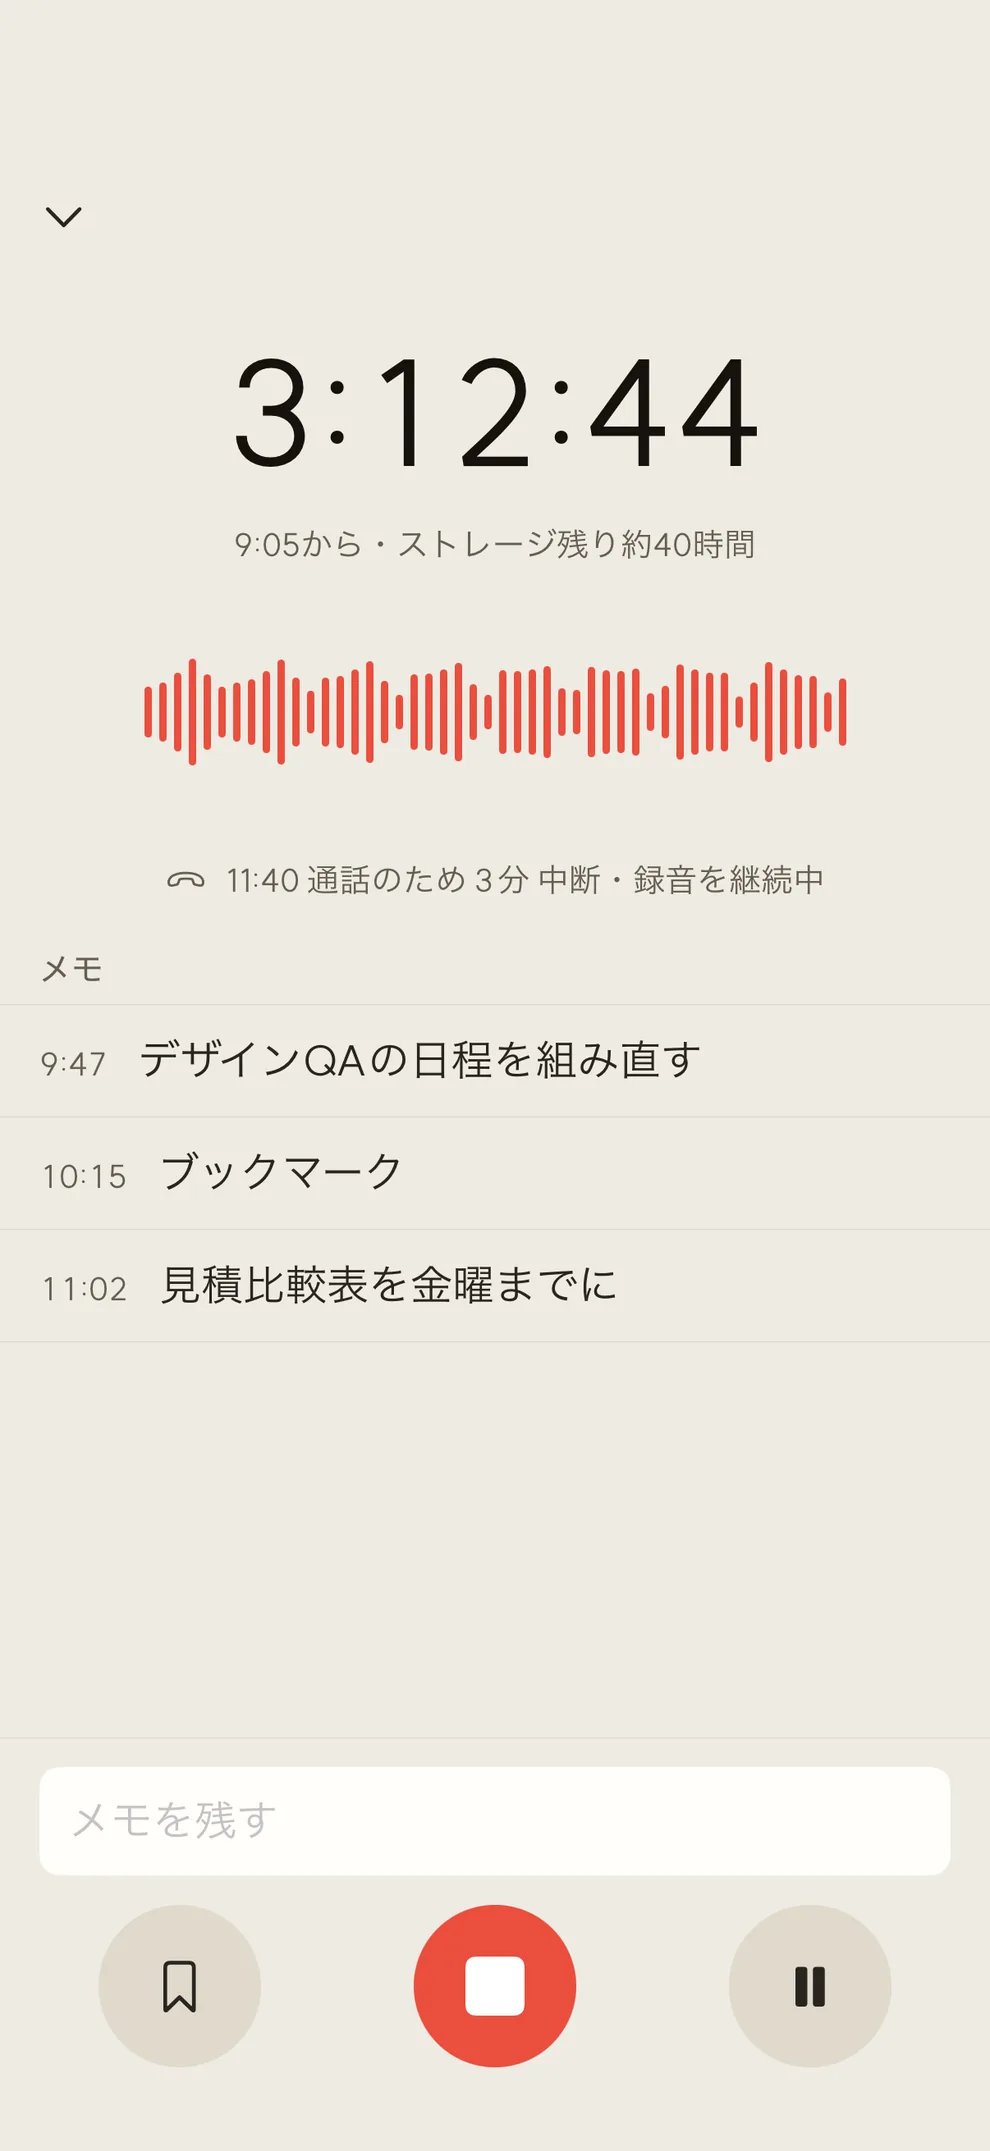 3:12:44
9:05から・ストレージ残り約40時間
11:40 通話のため 3分 中断・録音を継続中
メモ
9:47 デザインQAの日程を組み直す
10:15 ブックマーク
11:02 見積比較表を金曜までに
メモを残す